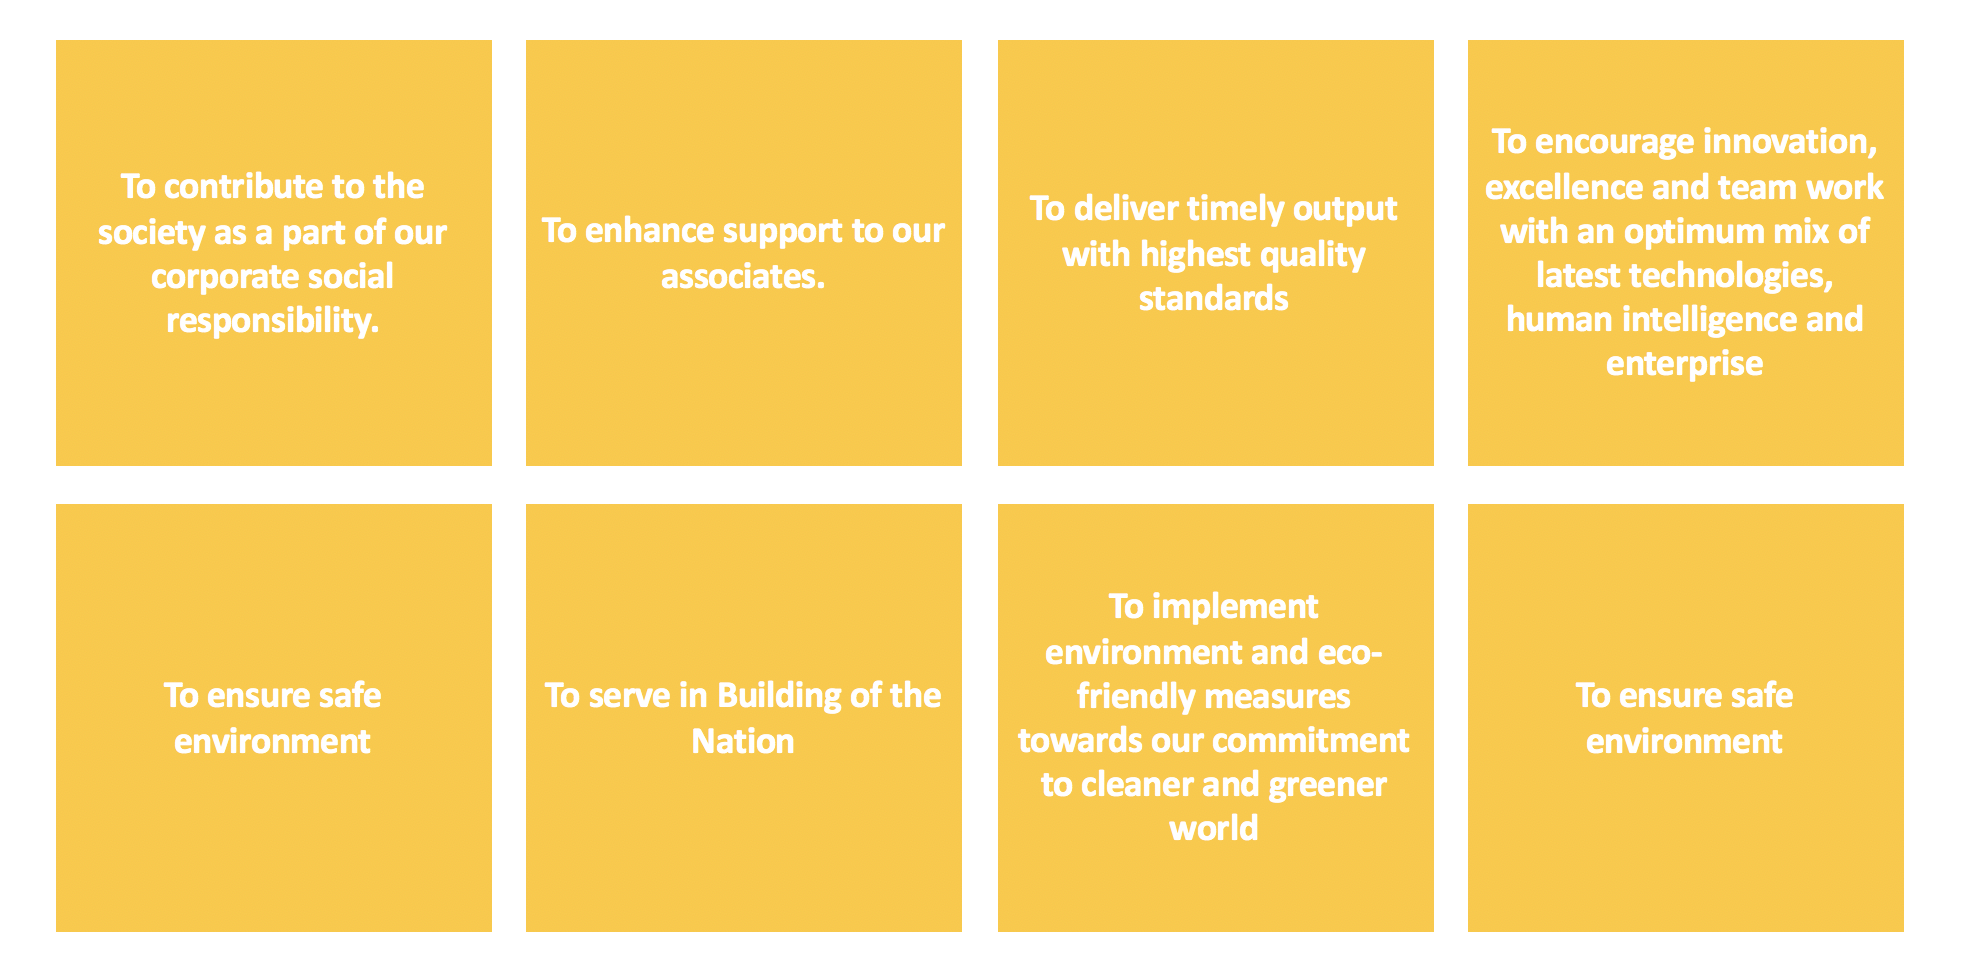 To contribute to the
society as a part of our
corporate social
responsibility.
To enhance support to our
associates.
To deliver timely output
with highest quality
standards
To encourage innovation,
excellence and team work
with an optimum mix of
latest technologies,
human intelligence and
enterprise
To ensure safe
environment
To serve in Building of the
Nation
To implement
environment and eco-
friendly measures
towards our commitment
to cleaner and greener
world
To ensure safe
environment